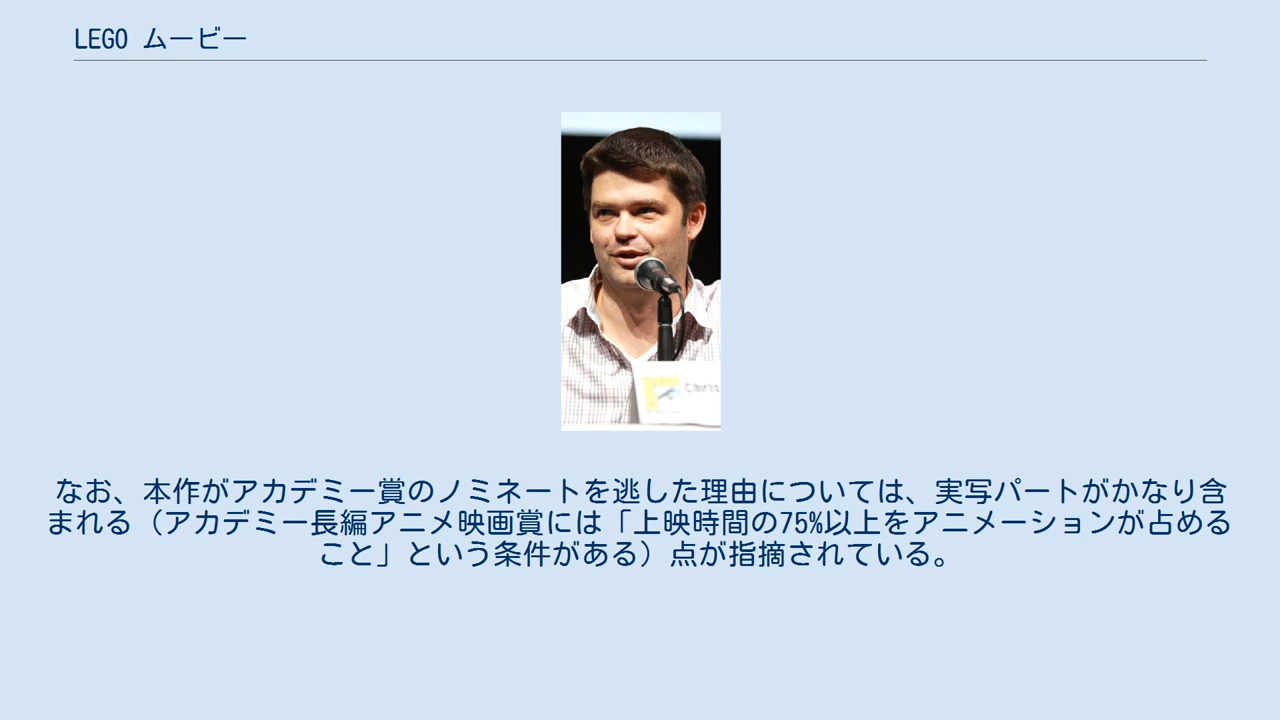 LEGO ムービー
Chris
なお、本作がアカデミー賞のノミネートを逃した理由については、実写パートがかなり含
まれる（アカデミー長編アニメ映画賞には「上映時間の75%以上をアニメーションが占める
こと」という条件がある）点が指摘されている。